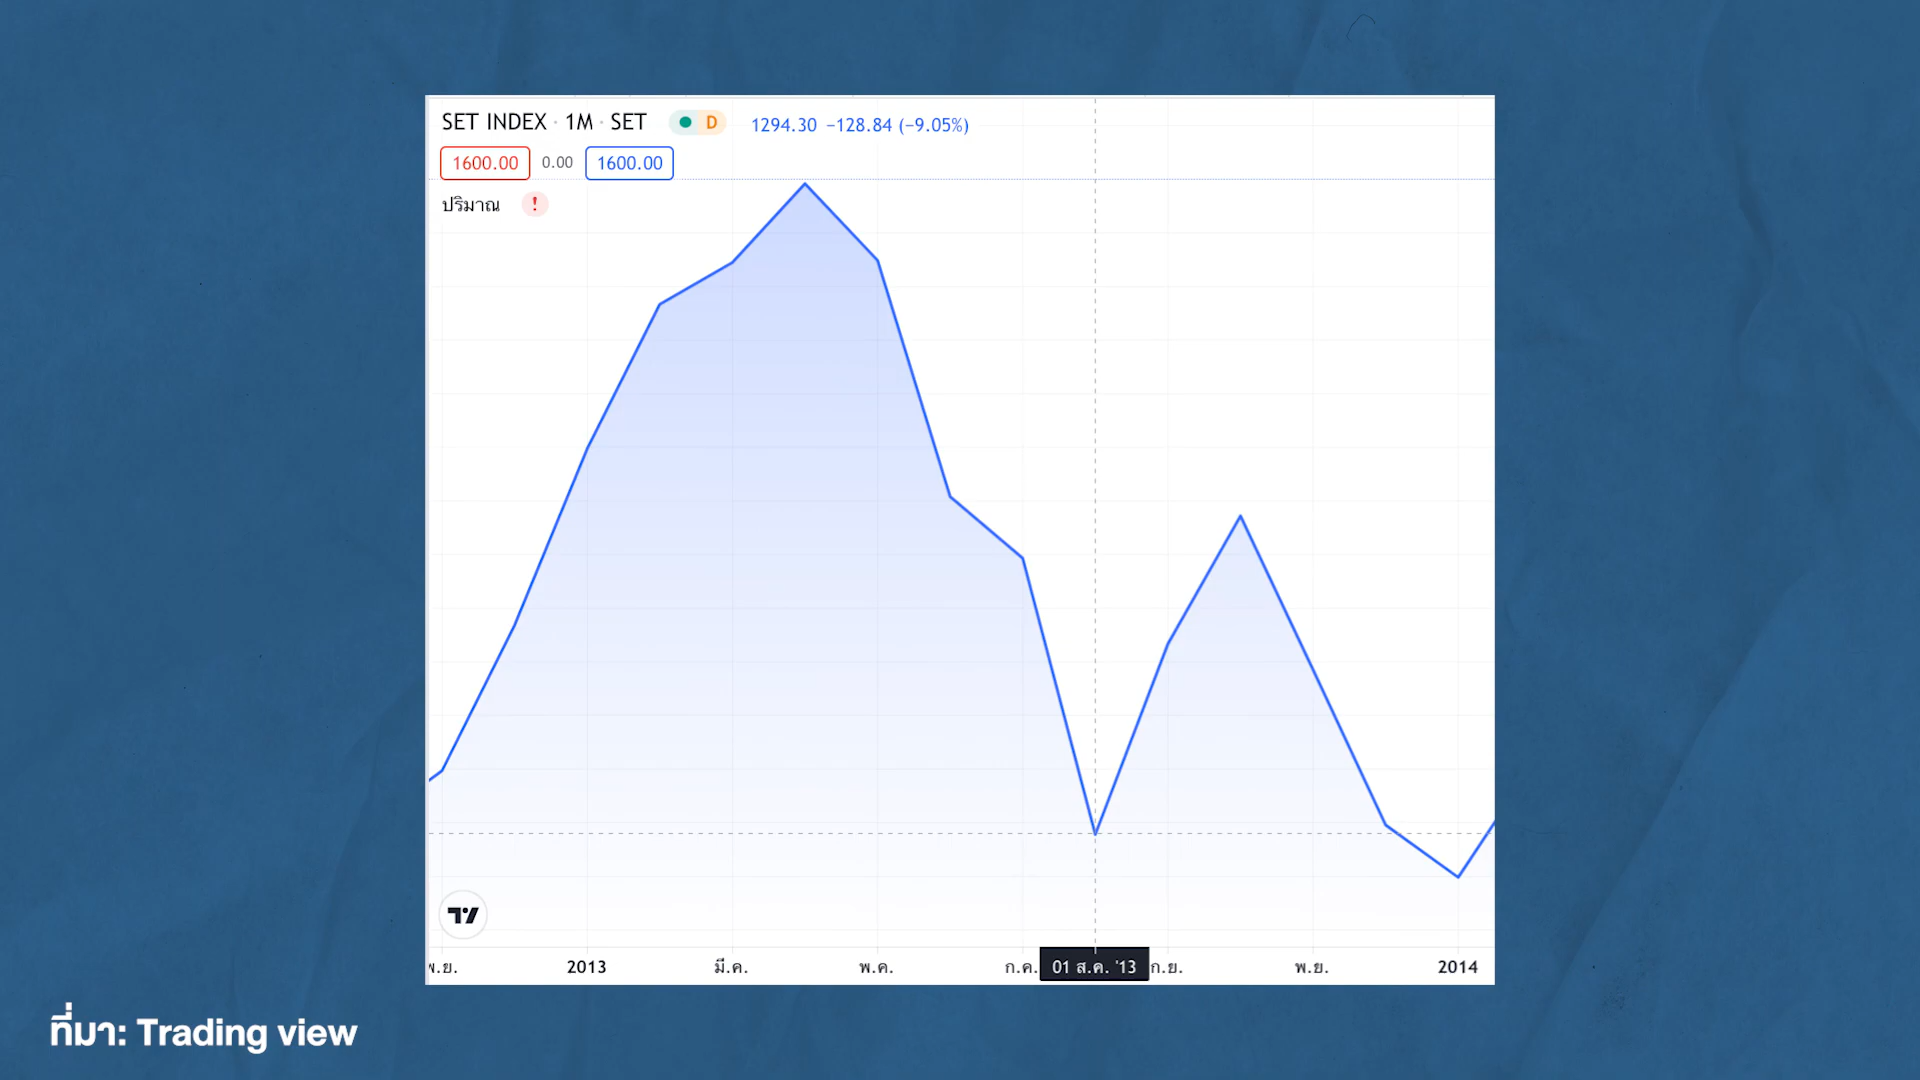 SET INDEX · 1M · SET D 1294.30 −128.84 (−9.05%)
1600.00 0.00 1600.00
ปริมาณ !
พ.ย. 2013 มี.ค. พ.ค. ก.ค. 01 ส.ค. '13 ก.ย. พ.ย. 2014
ที่มา: Trading view